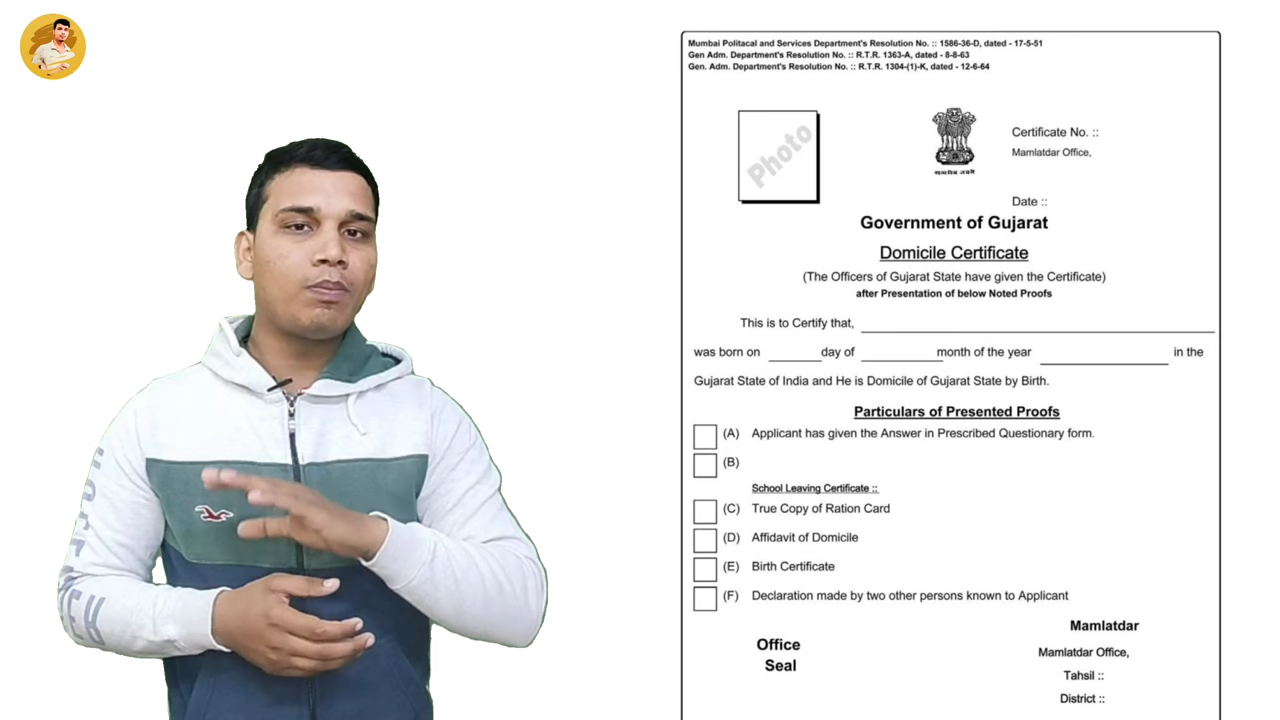 Mumbai Politacal and Services Department's Resolution No. :: 1586-36-D, dated - 17-5-51
Gen Adm. Department's Resolution No. :: R.T.R. 1363-A, dated - 8-8-63
Gen. Adm. Department's Resolution No. :: R.T.R. 1304-(1)-K, dated - 12-6-64
Photo
सत्यमेव जयते
Certificate No. ::
Mamlatdar Office,
Date ::
Government of Gujarat
Domicile Certificate
(The Officers of Gujarat State have given the Certificate)
after Presentation of below Noted Proofs
This is to Certify that,
was born on day of month of the year in the
Gujarat State of India and He is Domicile of Gujarat State by Birth.
Particulars of Presented Proofs
(A) Applicant has given the Answer in Prescribed Questionary form.
(B)
School Leaving Certificate ::
(C) True Copy of Ration Card
(D) Affidavit of Domicile
(E) Birth Certificate
(F) Declaration made by two other persons known to Applicant
Mamlatdar
Office
Seal
Mamlatdar Office,
Tahsil ::
District ::